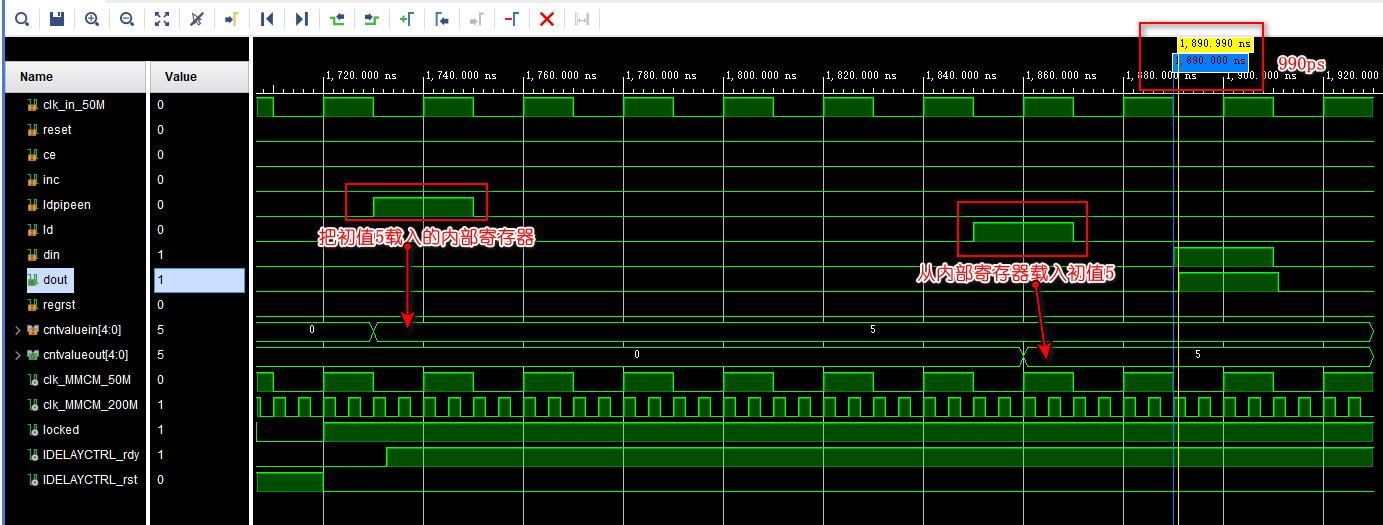 1,890.990 ns
1,890.000 ns
990ps
Name
Value
1,720.000 ns
1,740.000 ns
1,760.000 ns
1,780.000 ns
1,800.000 ns
1,820.000 ns
1,840.000 ns
1,860.000 ns
1,880.000 ns
1,900.000 ns
1,920.000
clk_in_50M
0
reset
0
ce
0
inc
0
ldpipeen
0
把初值5载入的内部寄存器
ld
0
din
1
从内部寄存器载入初值5
dout
1
regrst
0
cntvaluein[4:0]
5
0
5
cntvalueout[4:0]
5
0
5
clk_MMCM_50M
0
clk_MMCM_200M
1
locked
1
IDELAYCTRL_rdy
1
IDELAYCTRL_rst
0